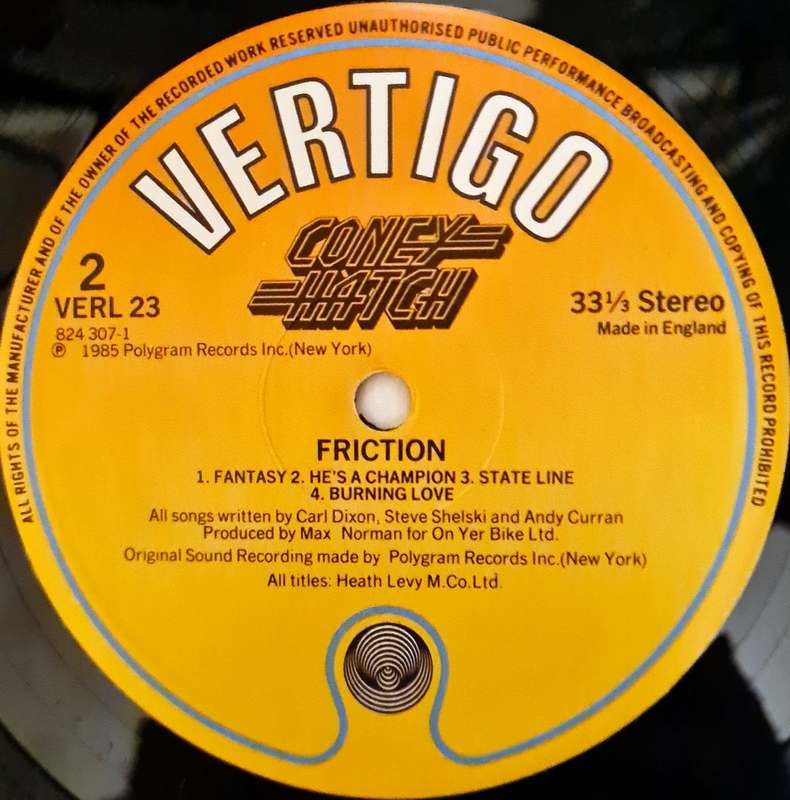 ALL RIGHTS OF THE MANUFACTURER AND OF THE OWNER OF THE RECORDED WORK RESERVED UNAUTHORISED PUBLIC PERFORMANCE BROADCASTING AND COPYING OF THIS RECORD PROHIBITED
VERTIGO
CONEY
HATCH
2
VERL 23
824 307-1
℗ 1985 Polygram Records Inc.(New York)
33⅓ Stereo
Made in England
FRICTION
1. FANTASY 2. HE'S A CHAMPION 3. STATE LINE
4. BURNING LOVE
All songs written by Carl Dixon, Steve Shelski and Andy Curran
Produced by Max Norman for On Yer Bike Ltd.
Original Sound Recording made by Polygram Records Inc.(New York)
All titles: Heath Levy M.Co.Ltd.